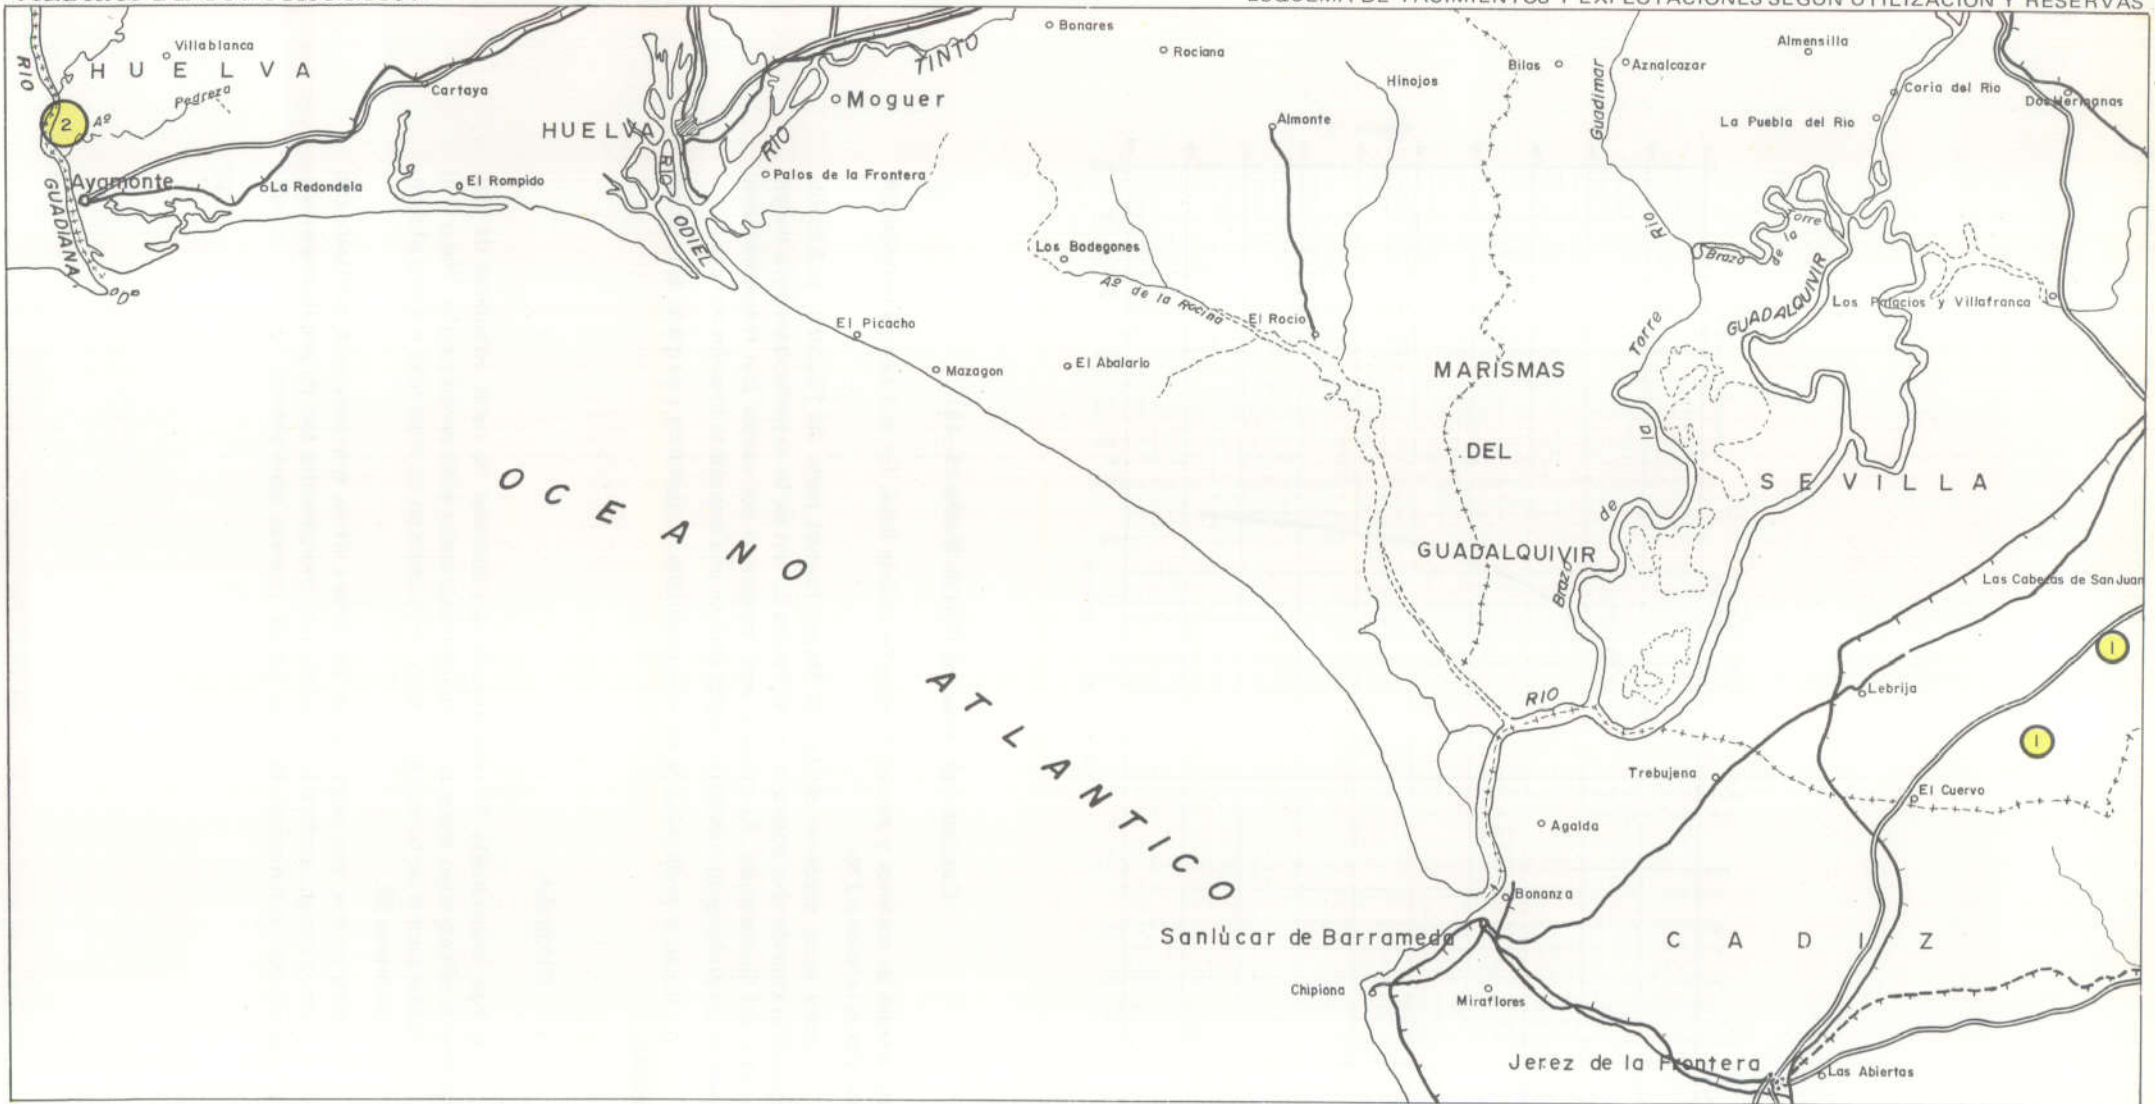 ESQUEMA DE YACIMIENTOS Y EXPLOTACIONES SEGUN UTILIZACION Y RESERVAS
Villablanca
HUELVA
RIO
Pedreza
Aº
2
Ayamonte
GUADIANA
La Redondela
Cartaya
El Rompido
HUELVA
RIO
ODIEL
RIO
TINTO
Moguer
Palos de la Frontera
Bonares
Rociana
Almonte
Hinojos
Bilas
Aznalcazar
Guadimar
Rio
Almensilla
Coria del Rio
Dos Hermanas
La Puebla del Rio
Los Bodegones
Aº de la Rocina
El Rocio
El Picacho
Mazagon
El Abalario
Brazo de la Torre
GUADALQUIVIR
Los Palacios y Villafranca
MARISMAS
DEL
GUADALQUIVIR
Brazo de la Torre
SEVILLA
OCEANO
ATLANTICO
Las Cabezas de San Juan
1
1
Lebrija
RIO
Trebujena
El Cuervo
Agalda
Bonanza
Sanlúcar de Barrameda
CADIZ
Chipiona
Miraflores
Jerez de la Frontera
Las Abiertas